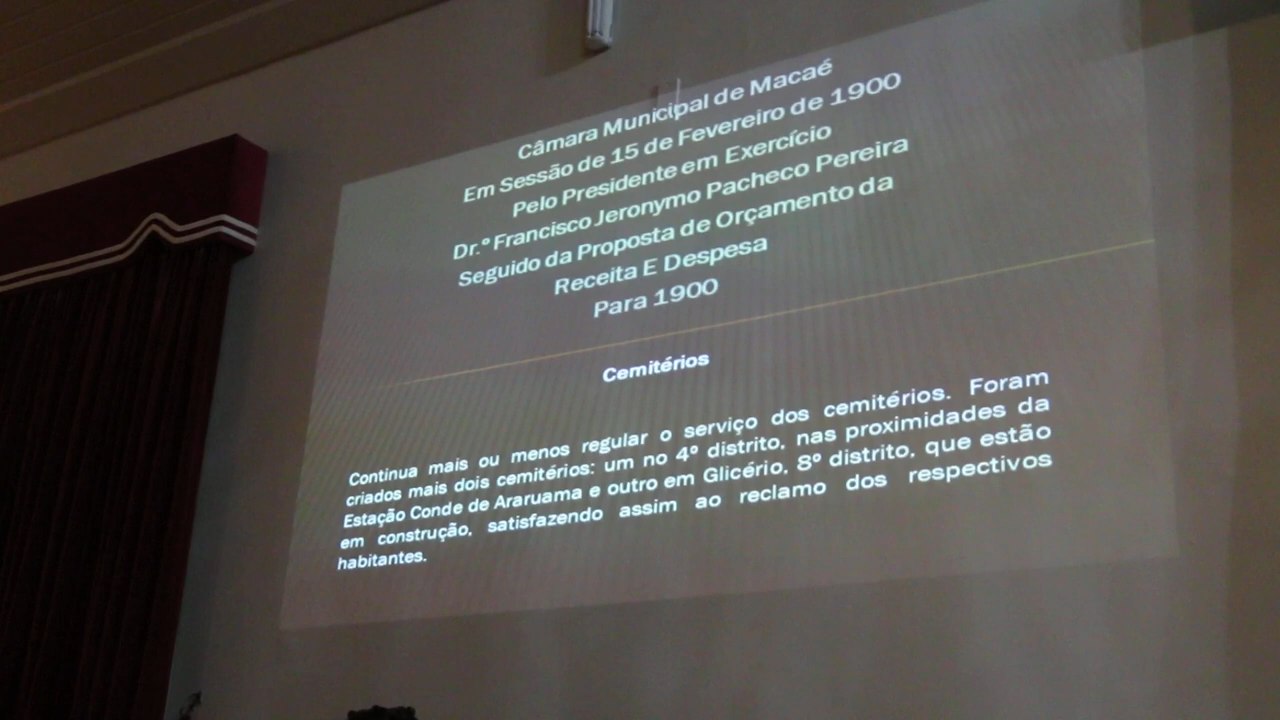 Câmara Municipal de Macaé
Em Sessão de 15 de Fevereiro de 1900
Pelo Presidente em Exercício
Dr.º Francisco Jeronymo Pacheco Pereira
Seguido da Proposta de Orçamento da
Receita E Despesa
Para 1900
Cemitérios
Continua mais ou menos regular o serviço dos cemitérios. Foram
criados mais dois cemitérios: um no 4º distrito, nas proximidades da
Estação Conde de Araruama e outro em Glicério, 8º distrito, que estão
em construção, satisfazendo assim ao reclamo dos respectivos
habitantes.